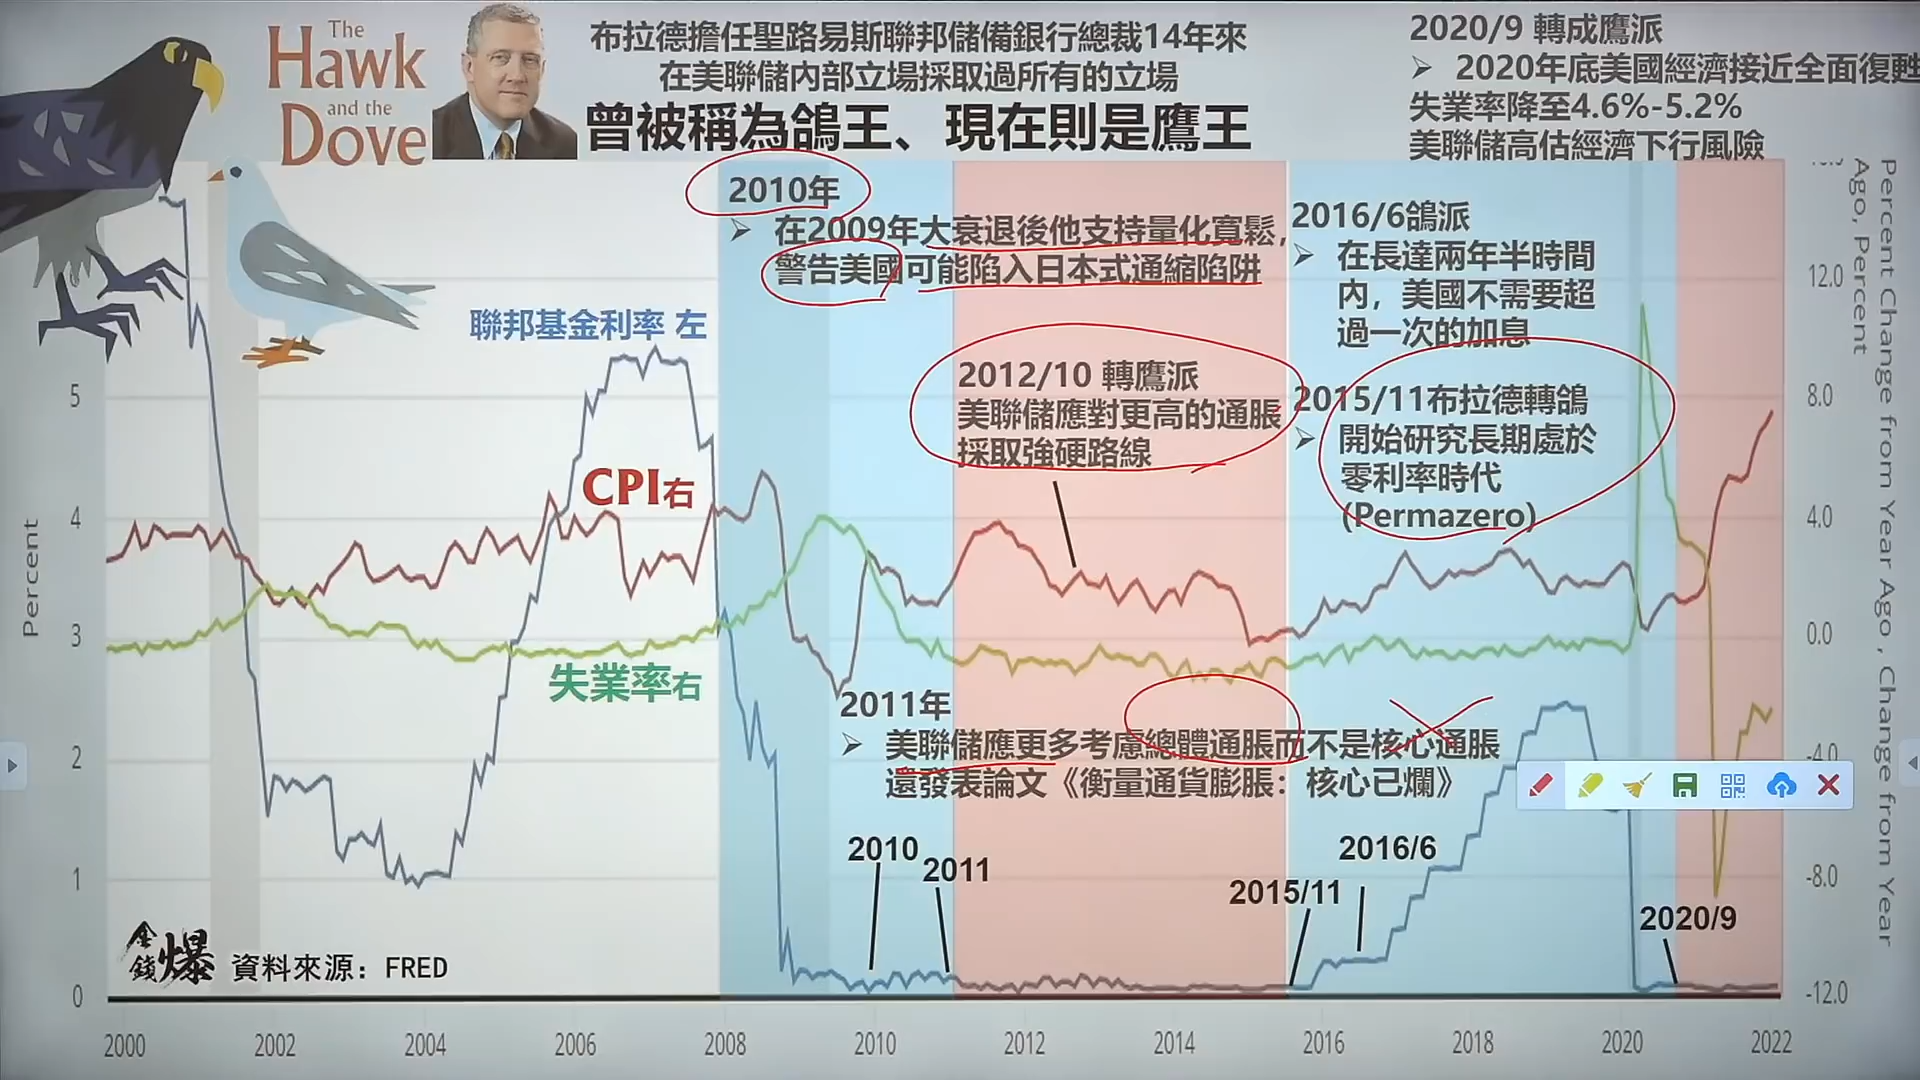 The
Hawk
and the
Dove
布拉德擔任聖路易斯聯邦儲備銀行總裁14年來
在美聯儲內部立場採取過所有的立場
曾被稱為鴿王、現在則是鷹王
2020/9 轉成鷹派
➢ 2020年底美國經濟接近全面復甦
失業率降至4.6%-5.2%
美聯儲高估經濟下行風險
2010年
➢ 在2009年大衰退後他支持量化寬鬆,
警告美國可能陷入日本式通縮陷阱
2016/6鴿派
➢ 在長達兩年半時間
內，美國不需要超
過一次的加息
聯邦基金利率 左
2012/10 轉鷹派
美聯儲應對更高的通脹
採取強硬路線
2015/11布拉德轉鴿
➢ 開始研究長期處於
零利率時代
(Permazero)
CPI右
失業率右
2011年
➢ 美聯儲應更多考慮總體通脹而不是核心通脹
還發表論文《衡量通貨膨脹：核心已爛》
2010
2011
2015/11
2016/6
2020/9
金錢爆
資料來源：FRED
Percent
5
4
3
2
1
0
12.0
8.0
4.0
0.0
-4.0
-8.0
-12.0
Percent Change from Year Ago, Change from Year
Ago, Percent
2000
2002
2004
2006
2008
2010
2012
2014
2016
2018
2020
2022